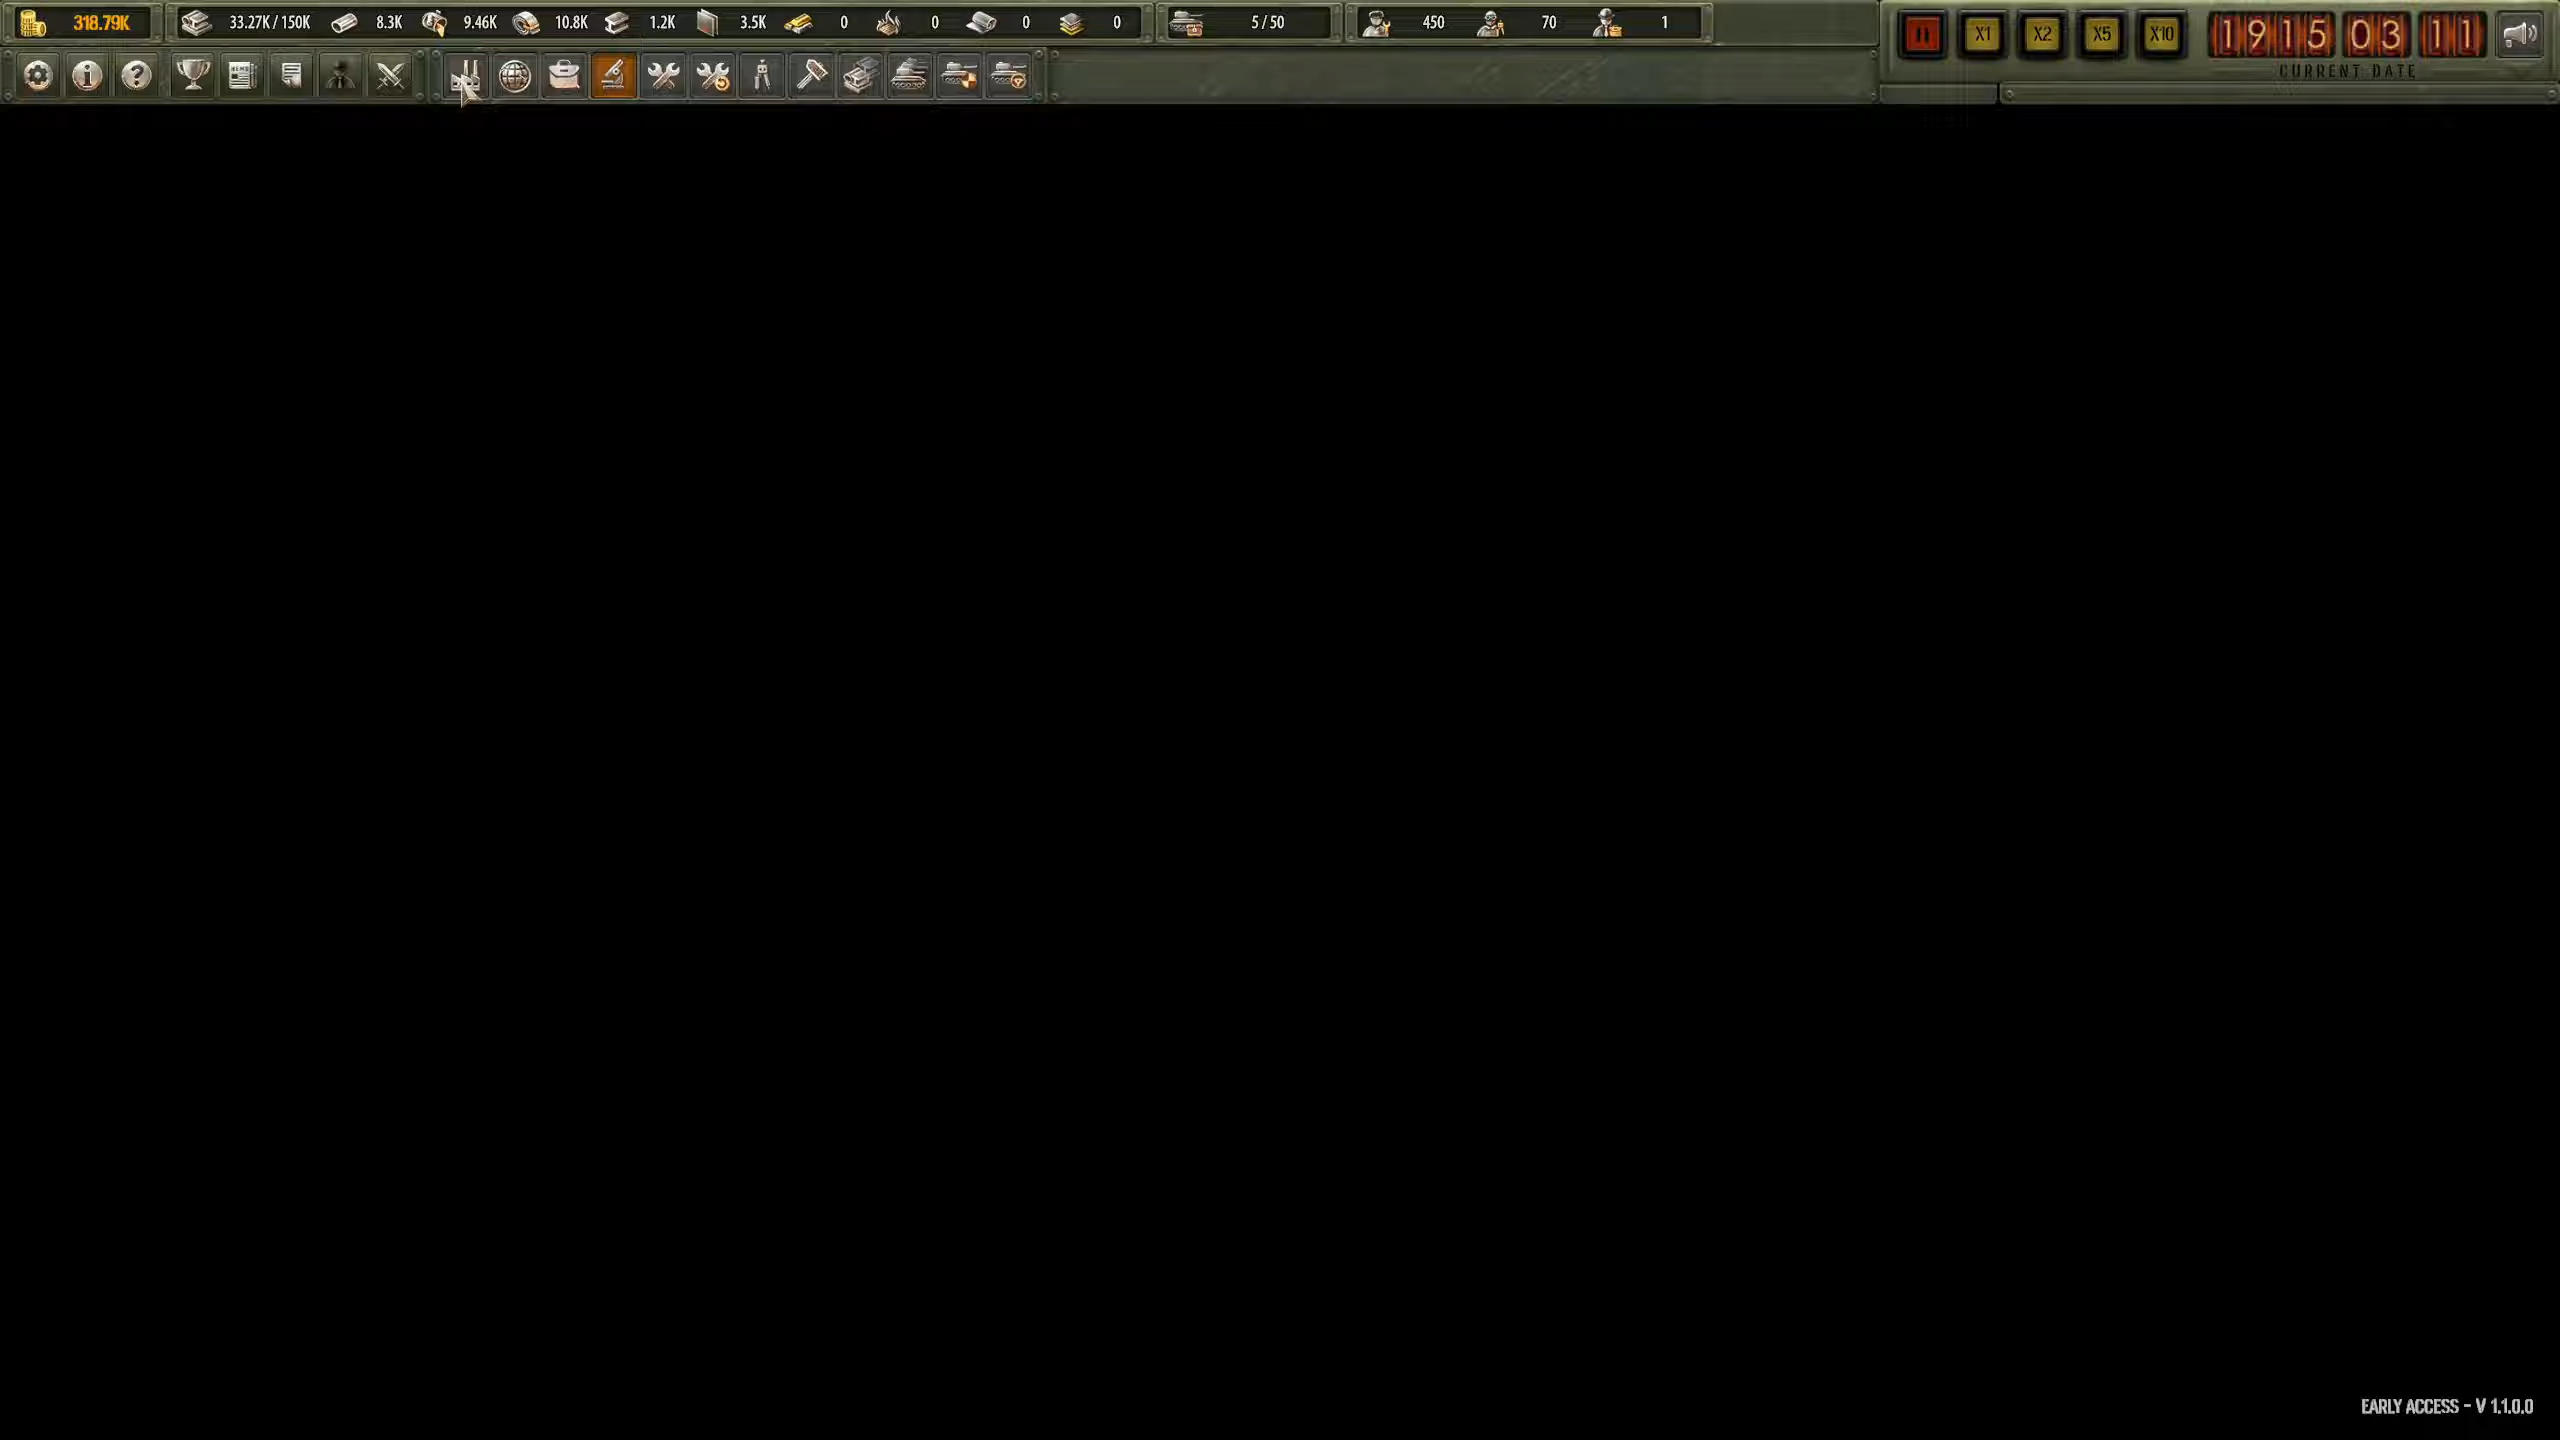 318.79K 33.27K / 150K 8.3K 9.46K 10.8K 1.2K 3.5K 0 0 0 0 5 / 50 450 70 1
X1 X2 X5 X10 1915 03 11
NEWS
CURRENT DATE
EARLY ACCESS - V 1.1.0.0